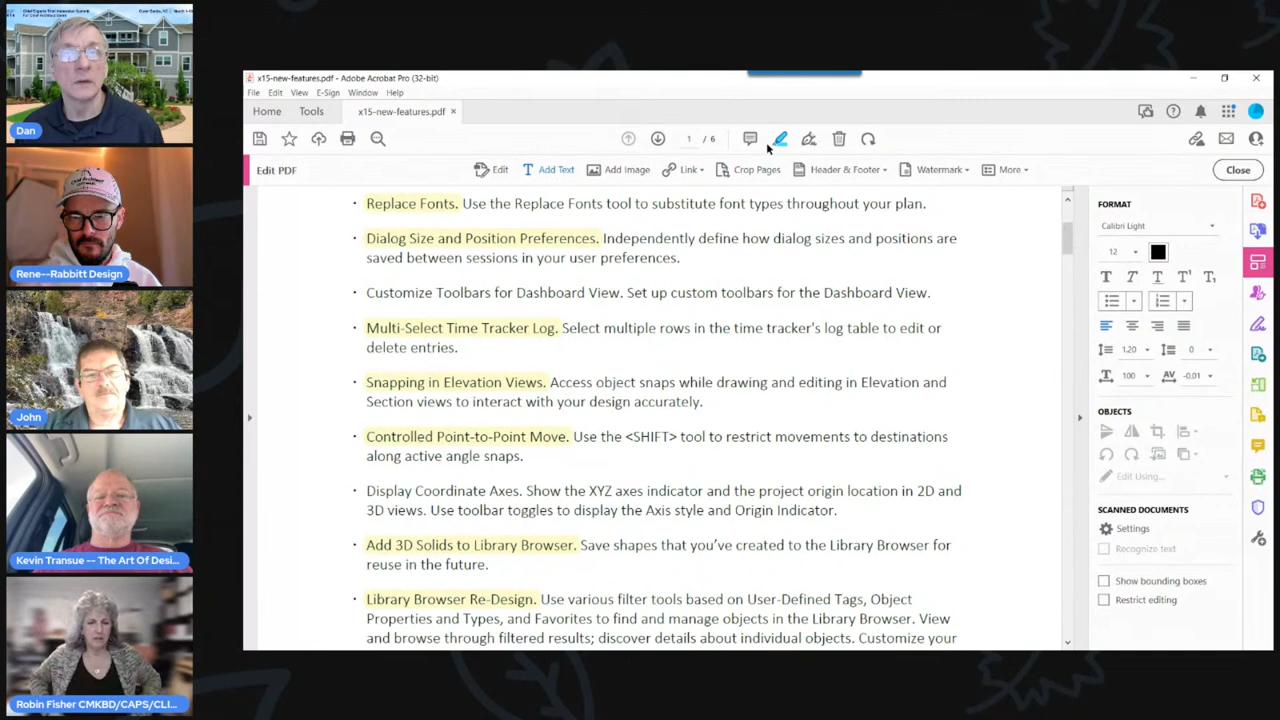 Dan
Rene--Rabbitt Design
John
Kevin Transue -- The Art Of Desi...
Robin Fisher CMKBD/CAPS/CLI...
x15-new-features.pdf - Adobe Acrobat Pro (32-bit)
File Edit View E-Sign Window Help
Home Tools x15-new-features.pdf ×
1 / 6
Edit PDF Edit Add Text Add Image Link Crop Pages Header & Footer Watermark More Close
· Replace Fonts. Use the Replace Fonts tool to substitute font types throughout your plan.
· Dialog Size and Position Preferences. Independently define how dialog sizes and positions are
saved between sessions in your user preferences.
· Customize Toolbars for Dashboard View. Set up custom toolbars for the Dashboard View.
· Multi-Select Time Tracker Log. Select multiple rows in the time tracker's log table to edit or
delete entries.
· Snapping in Elevation Views. Access object snaps while drawing and editing in Elevation and
Section views to interact with your design accurately.
· Controlled Point-to-Point Move. Use the <SHIFT> tool to restrict movements to destinations
along active angle snaps.
· Display Coordinate Axes. Show the XYZ axes indicator and the project origin location in 2D and
3D views. Use toolbar toggles to display the Axis style and Origin Indicator.
· Add 3D Solids to Library Browser. Save shapes that you've created to the Library Browser for
reuse in the future.
· Library Browser Re-Design. Use various filter tools based on User-Defined Tags, Object
Properties and Types, and Favorites to find and manage objects in the Library Browser. View
and browse through filtered results; discover details about individual objects. Customize your
FORMAT
Calibri Light
12
T T T T¹ T₁
1.20 0
100 AV -0.01
OBJECTS
Edit Using...
SCANNED DOCUMENTS
Settings
Recognize text
Show bounding boxes
Restrict editing